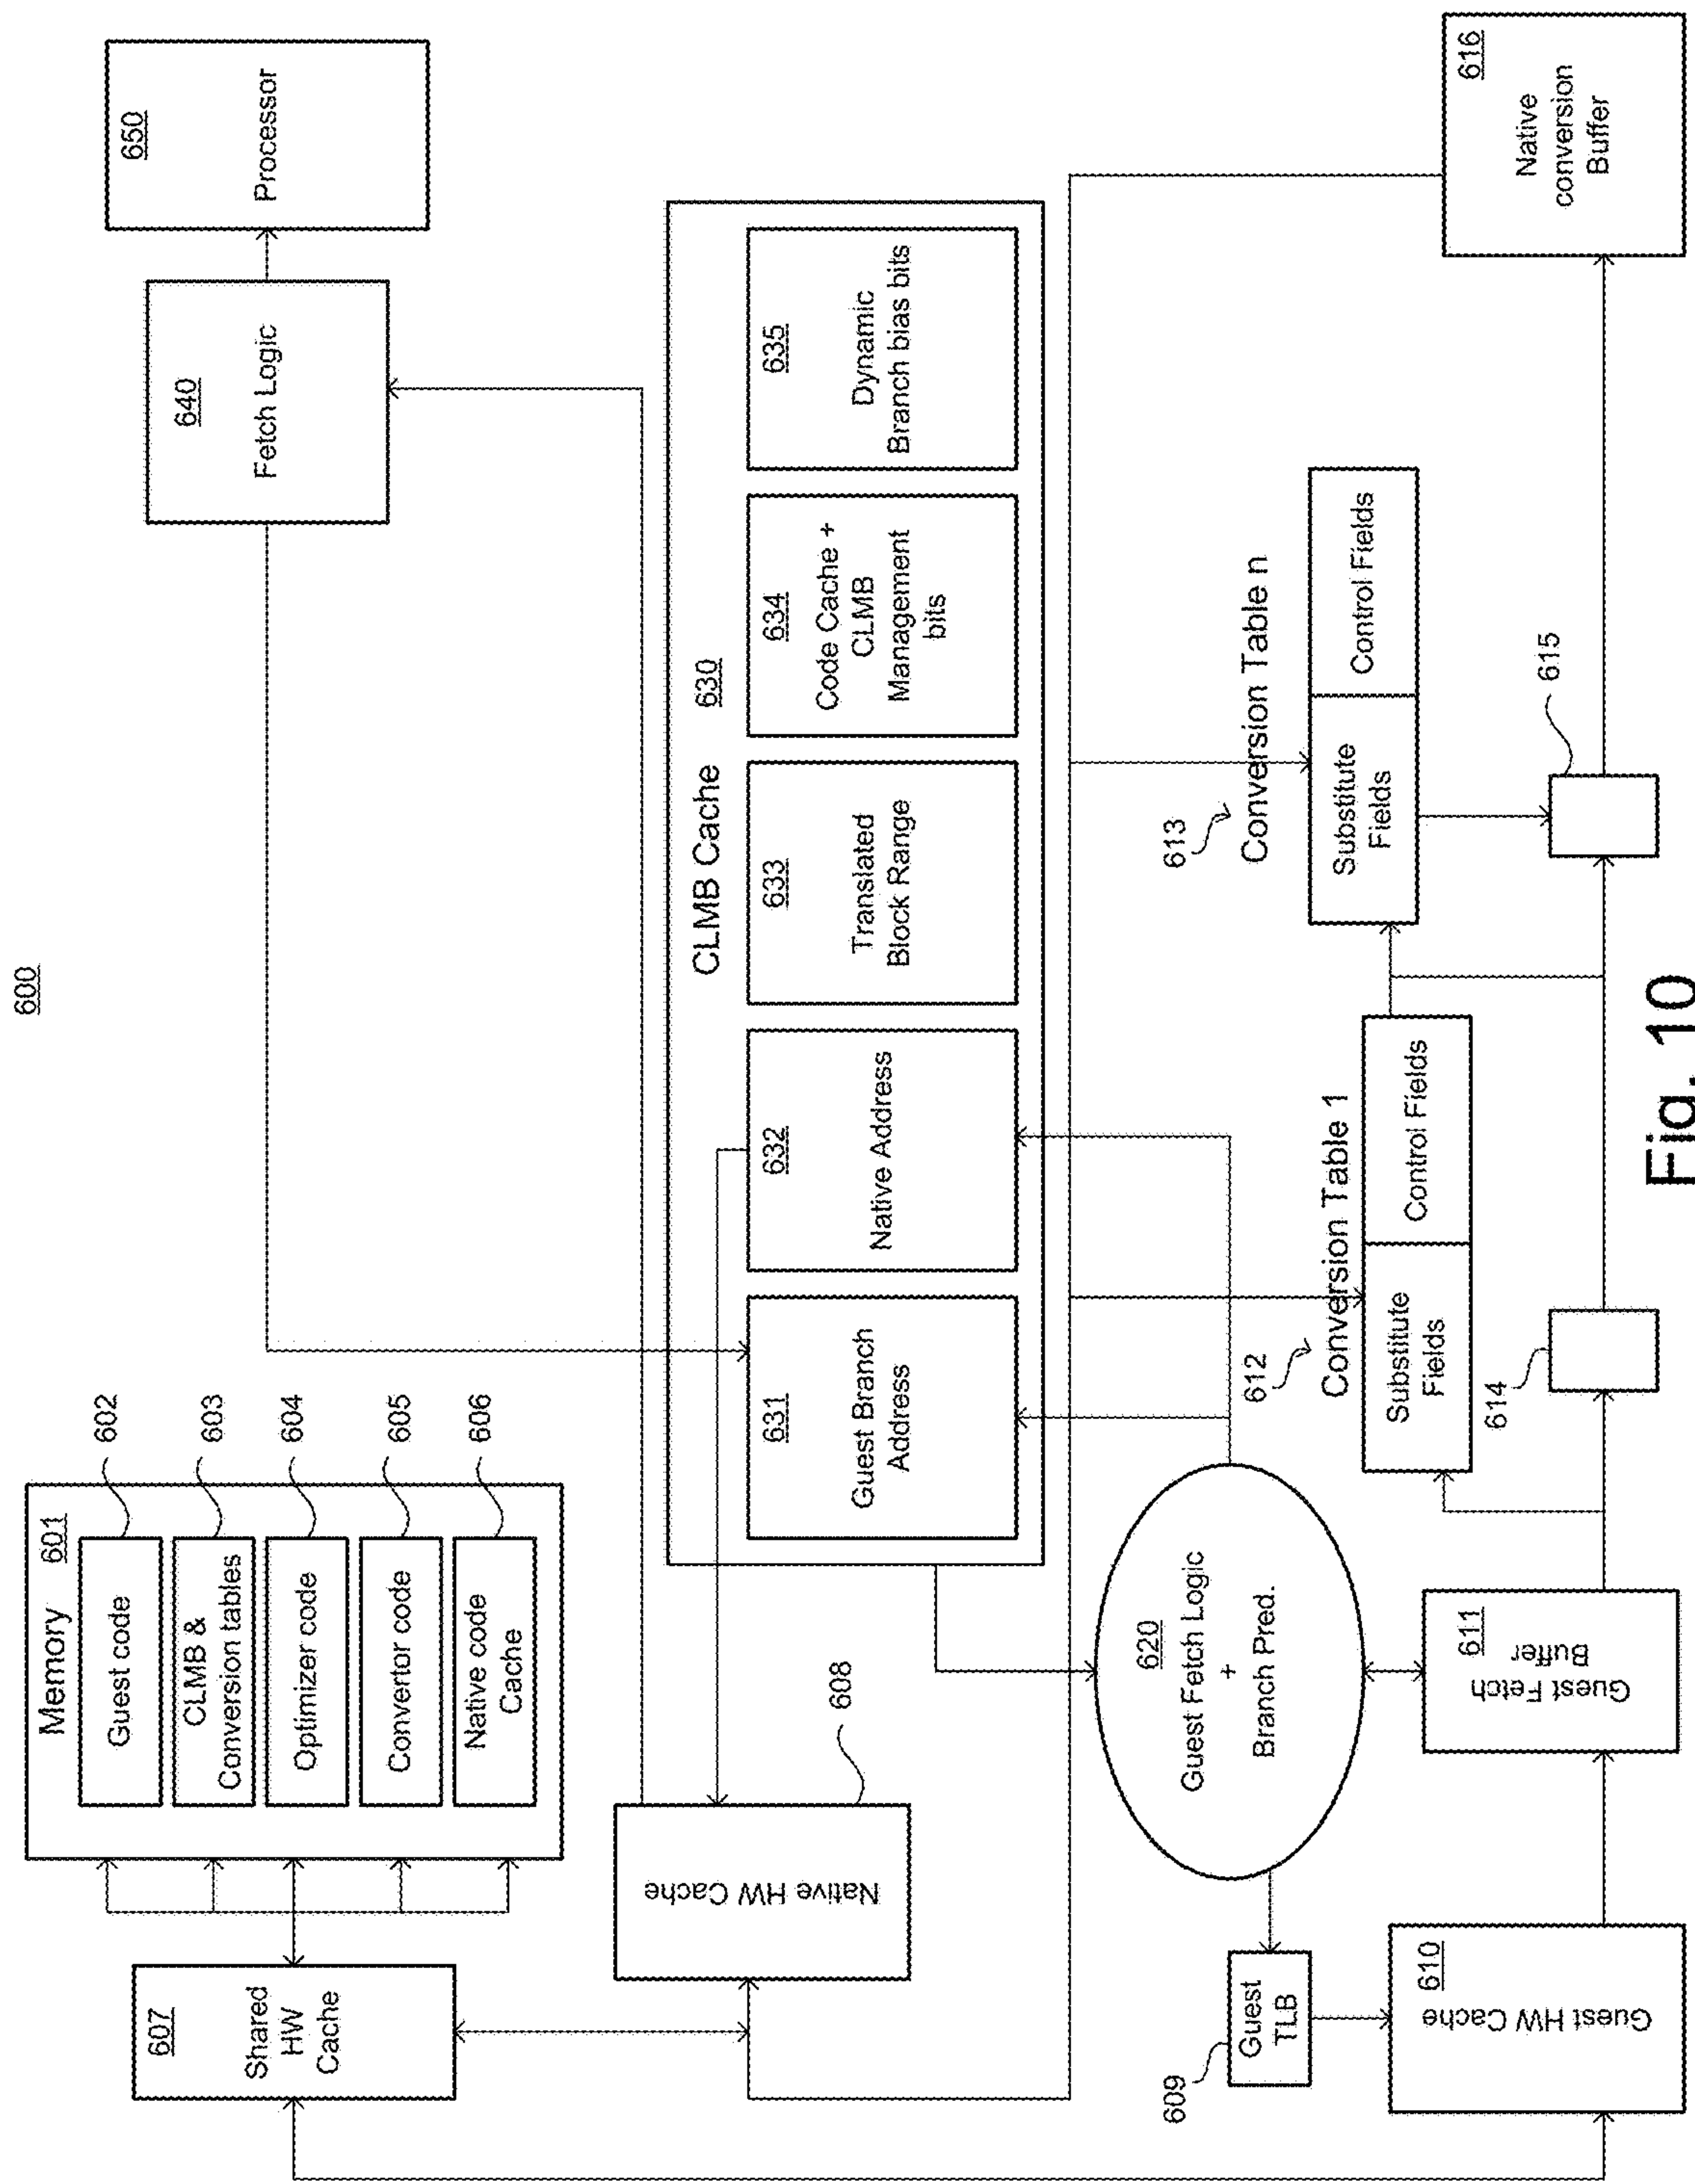 600
Memory
601
Guest code
602
CLMB &
Conversion tables
603
Optimizer code
604
Convertor code
605
Native code
Cache
606
607
Shared
HW
Cache
640
Fetch Logic
650
Processor
Native HW Cache
608
CLMB Cache
630
631
Guest Branch
Address
632
Native Address
633
Translated
Block Range
634
Code Cache +
CLMB
Management
bits
635
Dynamic
Branch bias bits
620
Guest Fetch Logic
+
Branch Pred.
609
Guest
TLB
610
Guest HW Cache
611
Guest Fetch
Buffer
612
Conversion Table 1
Substitute
Fields
Control Fields
613
Conversion Table n
Substitute
Fields
Control Fields
614
615
616
Native
conversion
Buffer
Fig. 10